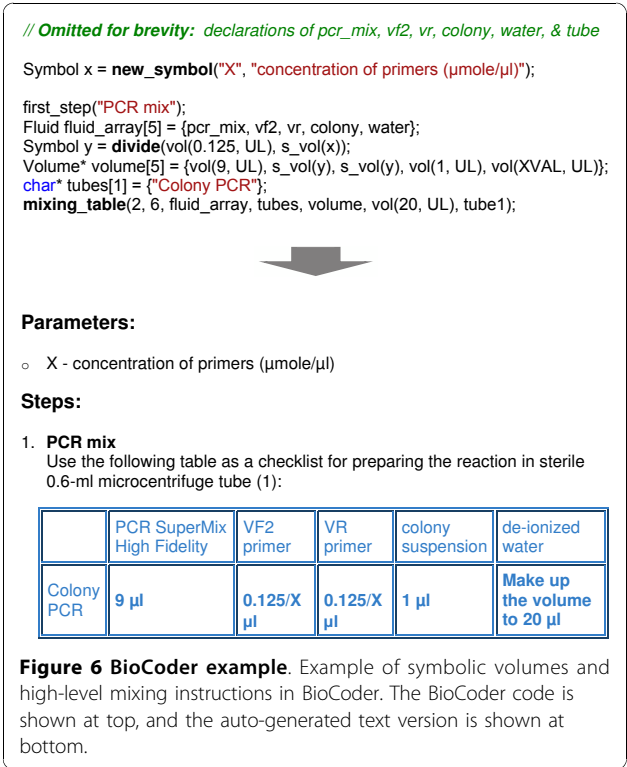 // Omitted for brevity: declarations of pcr_mix, vf2, vr, colony, water, & tube
Symbol x = new_symbol("X", "concentration of primers (µmole/µl)");
first_step("PCR mix");
Fluid fluid_array[5] = {pcr_mix, vf2, vr, colony, water};
Symbol y = divide(vol(0.125, UL), s_vol(x));
Volume* volume[5] = {vol(9, UL), s_vol(y), s_vol(y), vol(1, UL), vol(XVAL, UL)};
char* tubes[1] = {"Colony PCR"};
mixing_table(2, 6, fluid_array, tubes, volume, vol(20, UL), tube1);
Parameters:
○ X - concentration of primers (µmole/µl)
Steps:
1. PCR mix
Use the following table as a checklist for preparing the reaction in sterile
0.6-ml microcentrifuge tube (1):
PCR SuperMix
High Fidelity
VF2
primer
VR
primer
colony
suspension
de-ionized
water
Colony
PCR
9 µl
0.125/X
µl
0.125/X
µl
1 µl
Make up
the volume
to 20 µl
Figure 6 BioCoder example. Example of symbolic volumes and
high-level mixing instructions in BioCoder. The BioCoder code is
shown at top, and the auto-generated text version is shown at
bottom.